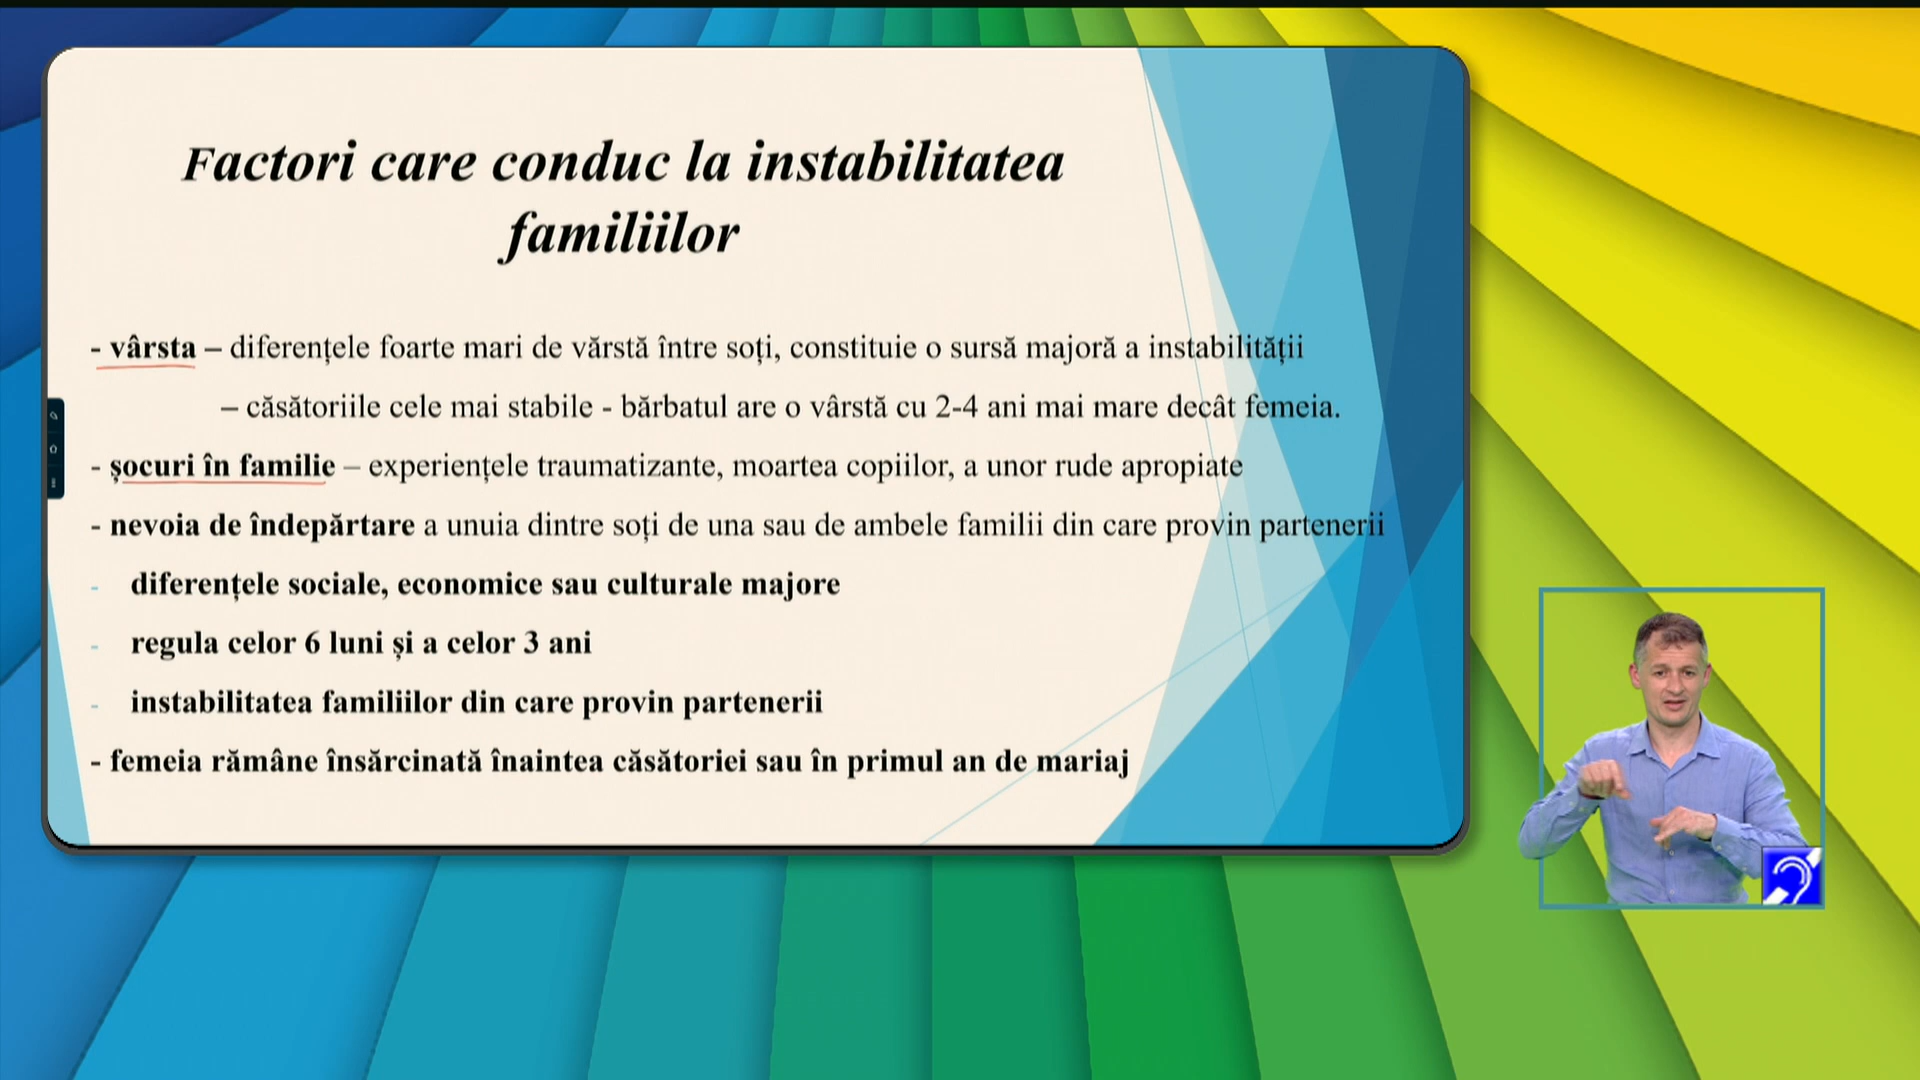 Factori care conduc la instabilitatea
familiilor
- vârsta – diferențele foarte mari de vărstă între soți, constituie o sursă majoră a instabilității
– căsătoriile cele mai stabile - bărbatul are o vârstă cu 2-4 ani mai mare decât femeia.
- șocuri în familie – experiențele traumatizante, moartea copiilor, a unor rude apropiate
- nevoia de îndepărtare a unuia dintre soți de una sau de ambele familii din care provin partenerii
- diferențele sociale, economice sau culturale majore
- regula celor 6 luni și a celor 3 ani
- instabilitatea familiilor din care provin partenerii
- femeia rămâne însărcinată înaintea căsătoriei sau în primul an de mariaj